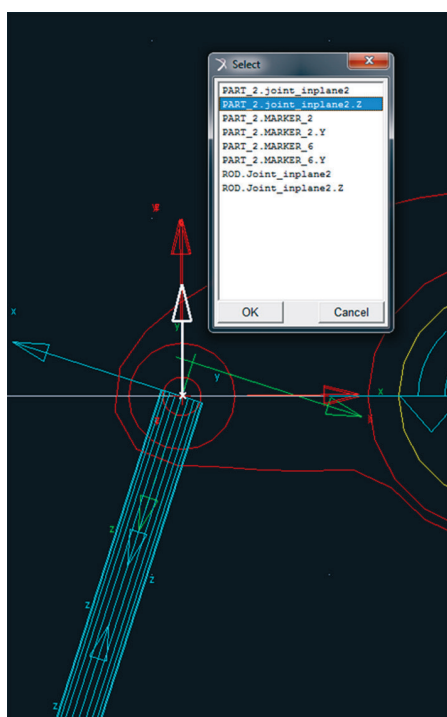 Select
PART_2.joint_inplane2
PART_2.joint_inplane2.Z
PART_2.MARKER_2
PART_2.MARKER_2.Y
PART_2.MARKER_6
PART_2.MARKER_6.Y
ROD.Joint_inplane2
ROD.Joint_inplane2.Z
OK Cancel
x
y
y
x
z
z
z
z